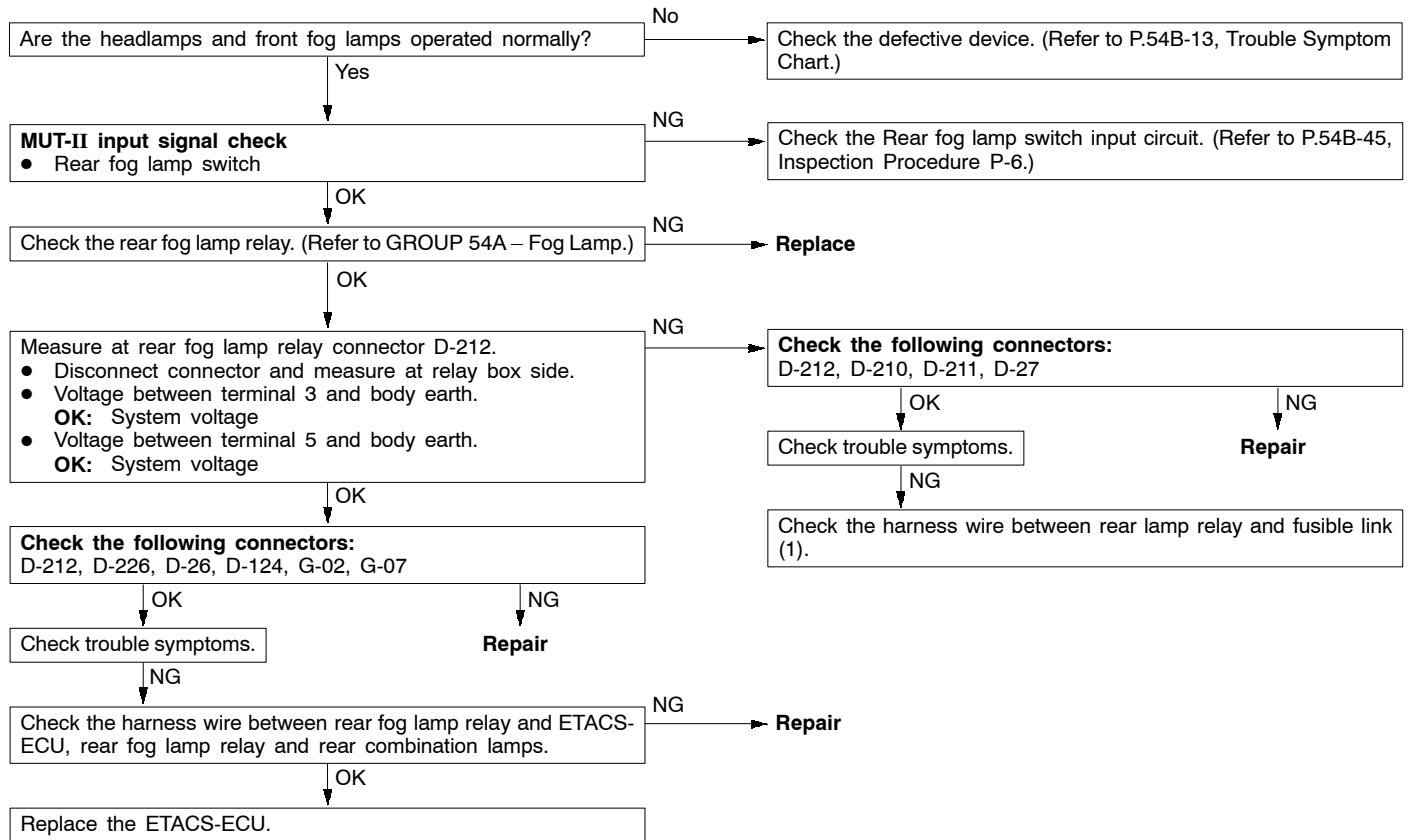 Are the headlamps and front fog lamps operated normally?
No
Check the defective device. (Refer to P.54B-13, Trouble Symptom
Chart.)
Yes
MUT-II input signal check
● Rear fog lamp switch
NG
Check the Rear fog lamp switch input circuit. (Refer to P.54B-45,
Inspection Procedure P-6.)
OK
Check the rear fog lamp relay. (Refer to GROUP 54A – Fog Lamp.)
NG
Replace
OK
Measure at rear fog lamp relay connector D-212.
● Disconnect connector and measure at relay box side.
● Voltage between terminal 3 and body earth.
OK: System voltage
● Voltage between terminal 5 and body earth.
OK: System voltage
NG
Check the following connectors:
D-212, D-210, D-211, D-27
OK
NG
Check trouble symptoms.
Repair
NG
Check the harness wire between rear lamp relay and fusible link
(1).
OK
Check the following connectors:
D-212, D-226, D-26, D-124, G-02, G-07
OK
NG
Check trouble symptoms.
Repair
NG
Check the harness wire between rear fog lamp relay and ETACS-
ECU, rear fog lamp relay and rear combination lamps.
NG
Repair
OK
Replace the ETACS-ECU.